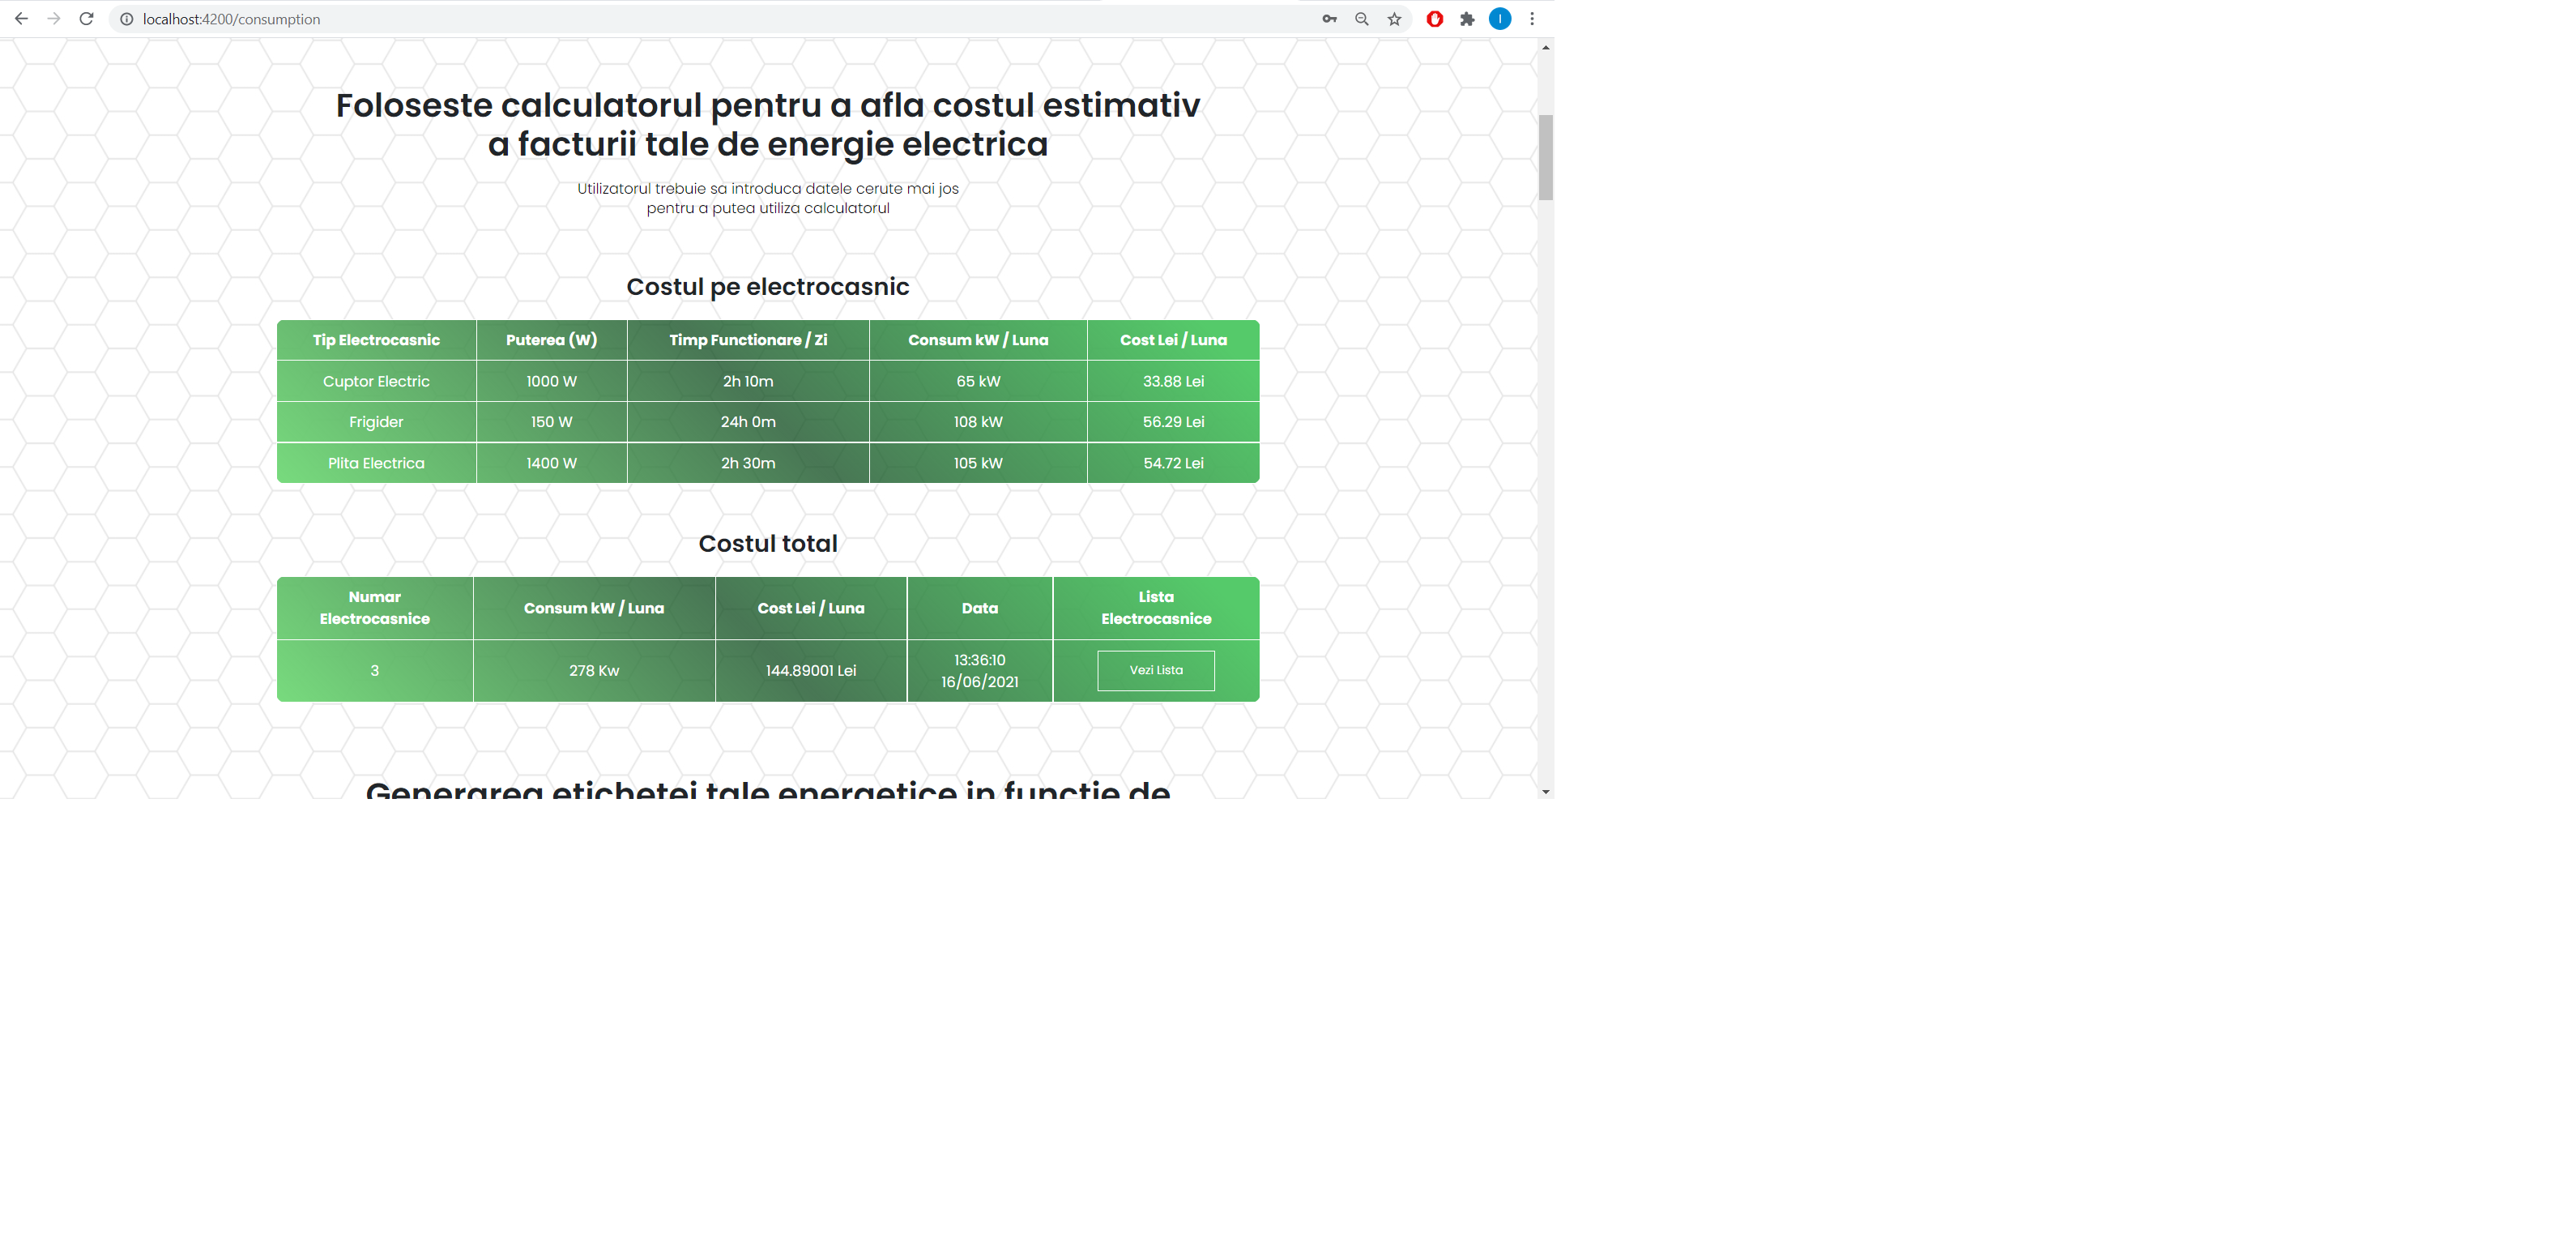 localhost:4200/consumption
I
Foloseste calculatorul pentru a afla costul estimativ
a facturii tale de energie electrica
Utilizatorul trebuie sa introduca datele cerute mai jos
pentru a putea utiliza calculatorul
Costul pe electrocasnic
Tip Electrocasnic Puterea (W) Timp Functionare / Zi Consum kW / Luna Cost Lei / Luna
Cuptor Electric 1000 W 2h 10m 65 kW 33.88 Lei
Frigider 150 W 24h 0m 108 kW 56.29 Lei
Plita Electrica 1400 W 2h 30m 105 kW 54.72 Lei
Costul total
Numar
Electrocasnice
Consum kW / Luna
Cost Lei / Luna
Data
Lista
Electrocasnice
3
278 Kw
144.89001 Lei
13:36:10
16/06/2021
Vezi Lista
Generarea etichetei tale energetice in functie de